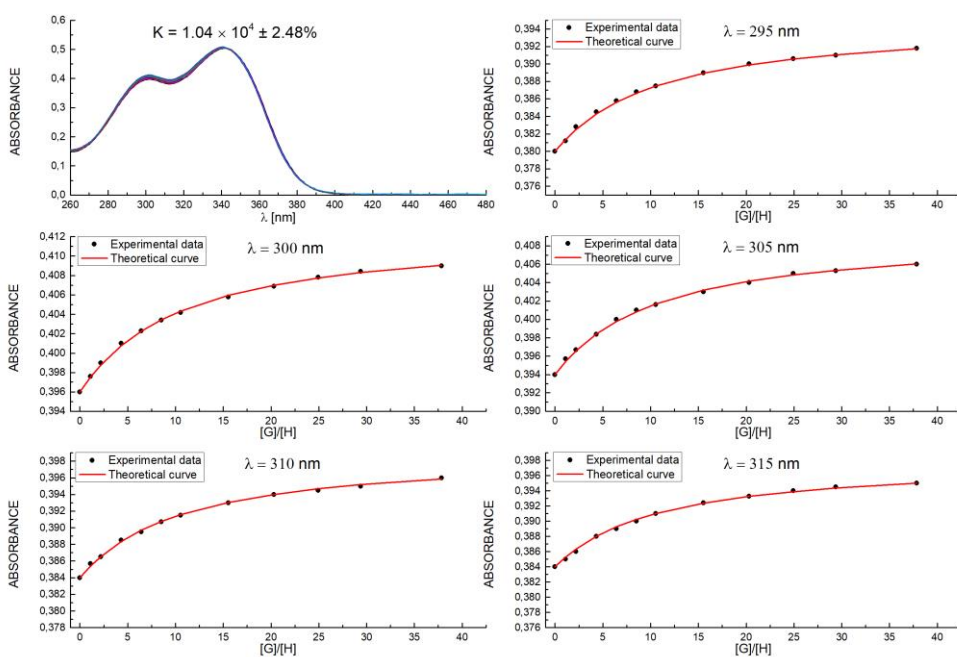 K = 1.04 × 10⁴ ± 2.48%
ABSORBANCE
0,6
0,5
0,4
0,3
0,2
0,1
0,0
260 280 300 320 340 360 380 400 420 440 460 480
λ [nm]
Experimental data
Theoretical curve
λ = 295 nm
ABSORBANCE
0,394
0,392
0,390
0,388
0,386
0,384
0,382
0,380
0,378
0,376
0 5 10 15 20 25 30 35 40
[G]/[H]
Experimental data
Theoretical curve
λ = 300 nm
ABSORBANCE
0,412
0,410
0,408
0,406
0,404
0,402
0,400
0,398
0,396
0,394
0 5 10 15 20 25 30 35 40
[G]/[H]
Experimental data
Theoretical curve
λ = 305 nm
ABSORBANCE
0,408
0,406
0,404
0,402
0,400
0,398
0,396
0,394
0,392
0,390
0 5 10 15 20 25 30 35 40
[G]/[H]
Experimental data
Theoretical curve
λ = 310 nm
ABSORBANCE
0,398
0,396
0,394
0,392
0,390
0,388
0,386
0,384
0,382
0,380
0,378
0 5 10 15 20 25 30 35 40
[G]/[H]
Experimental data
Theoretical curve
λ = 315 nm
ABSORBANCE
0,398
0,396
0,394
0,392
0,390
0,388
0,386
0,384
0,382
0,380
0,378
0,376
0 5 10 15 20 25 30 35 40
[G]/[H]